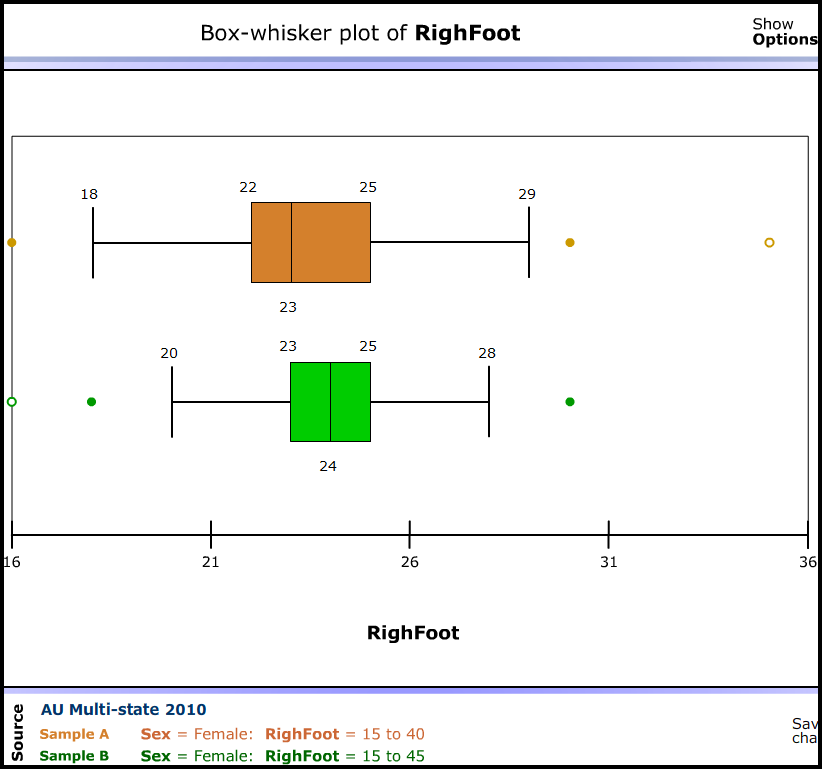 Box-whisker plot of RighFoot
Show
Options
18
22
25
29
23
20
23
25
28
24
16
21
26
31
36
RighFoot
Source
AU Multi-state 2010
Sample A Sex = Female: RighFoot = 15 to 40
Sample B Sex = Female: RighFoot = 15 to 45
Sav
cha